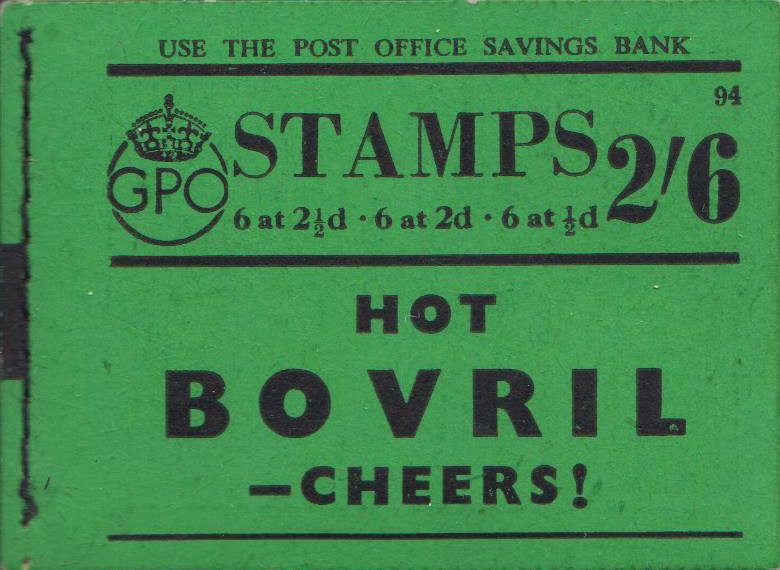 USE THE POST OFFICE SAVINGS BANK
94
GPO
STAMPS 2/6
6 at 2½d · 6 at 2d · 6 at ½d
HOT
BOVRIL
–CHEERS!